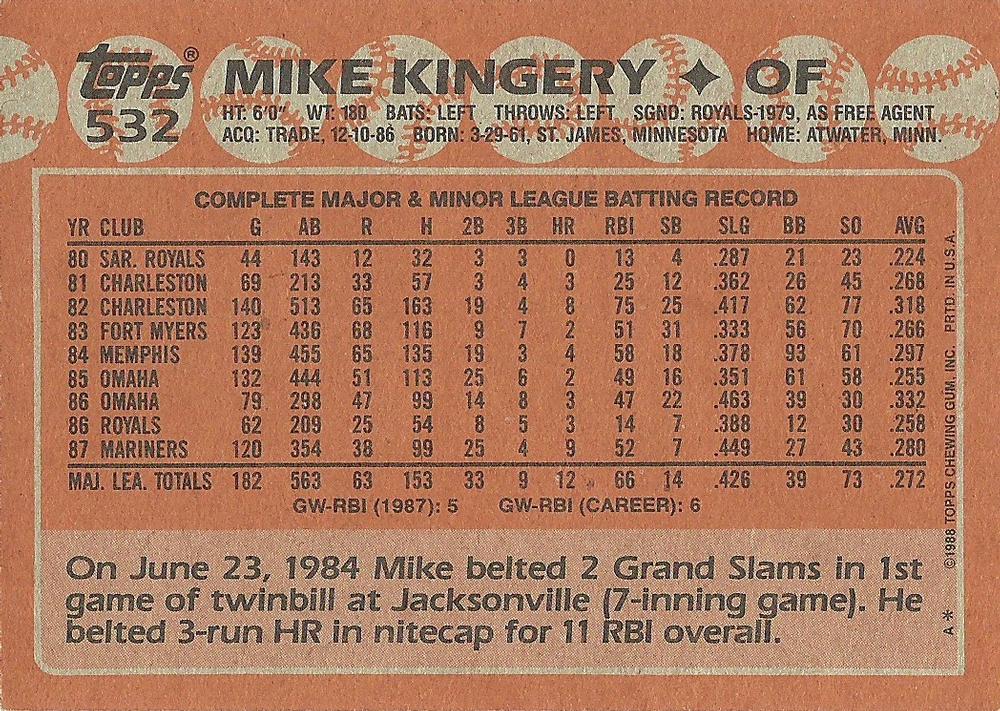 Topps® MIKE KINGERY ✦ OF
532 HT: 6'0" WT: 180 BATS: LEFT THROWS: LEFT SGND: ROYALS-1979, AS FREE AGENT
ACQ: TRADE, 12-10-86 BORN: 3-29-61, ST. JAMES, MINNESOTA HOME: ATWATER, MINN.
COMPLETE MAJOR & MINOR LEAGUE BATTING RECORD
YR CLUB G AB R H 2B 3B HR RBI SB SLG BB SO AVG
80 SAR. ROYALS 44 143 12 32 3 3 0 13 4 .287 21 23 .224
81 CHARLESTON 69 213 33 57 3 4 3 25 12 .362 26 45 .268
82 CHARLESTON 140 513 65 163 19 4 8 75 25 .417 62 77 .318
83 FORT MYERS 123 436 68 116 9 7 2 51 31 .333 56 70 .266
84 MEMPHIS 139 455 65 135 19 3 4 58 18 .378 93 61 .297
85 OMAHA 132 444 51 113 25 6 2 49 16 .351 61 58 .255
86 OMAHA 79 298 47 99 14 8 3 47 22 .463 39 30 .332
86 ROYALS 62 209 25 54 8 5 3 14 7 .388 12 30 .258
87 MARINERS 120 354 38 99 25 4 9 52 7 .449 27 43 .280
MAJ. LEA. TOTALS 182 563 63 153 33 9 12 66 14 .426 39 73 .272
GW-RBI (1987): 5 GW-RBI (CAREER): 6
On June 23, 1984 Mike belted 2 Grand Slams in 1st
game of twinbill at Jacksonville (7-inning game). He
belted 3-run HR in nitecap for 11 RBI overall.
A* ©1988 TOPPS CHEWING GUM, INC. PRTD. IN U.S.A.